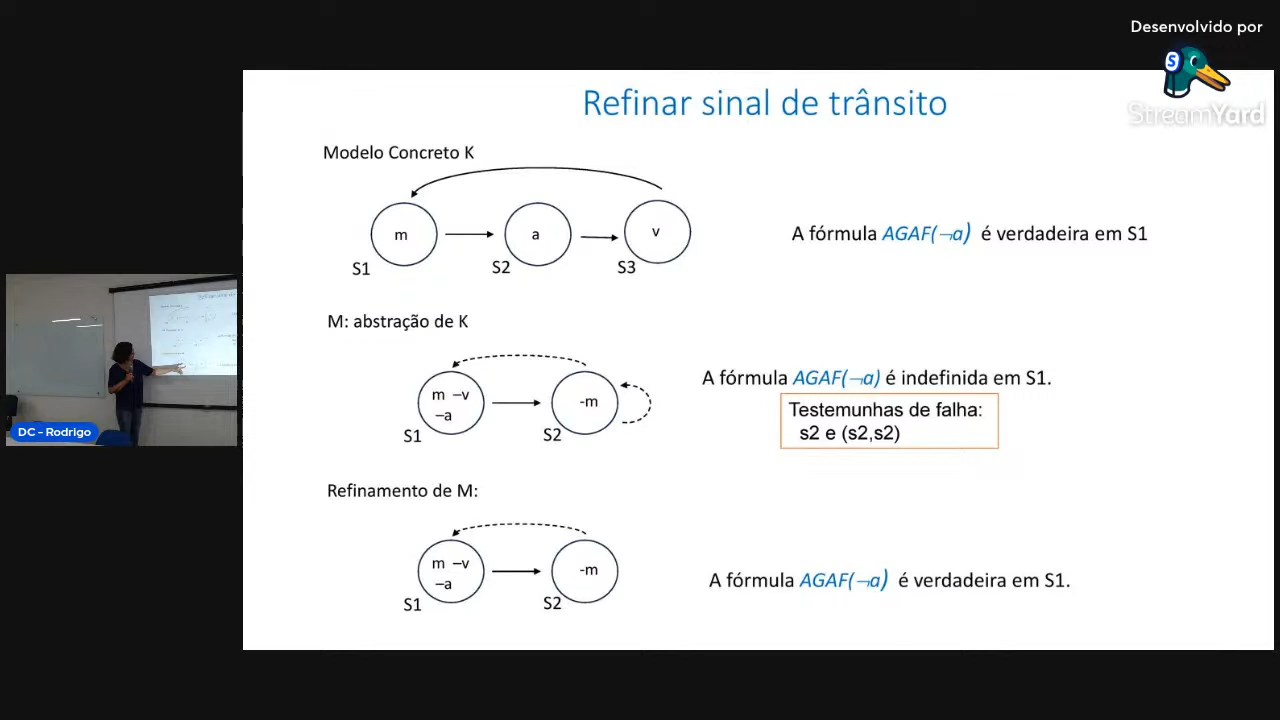 Desenvolvido por
S
StreamYard
Refinar sinal de trânsito
Modelo Concreto K
m
a
v
S1
S2
S3
A fórmula AGAF(¬a) é verdadeira em S1
M: abstração de K
m ¬v
¬a
-m
S1
S2
A fórmula AGAF(¬a) é indefinida em S1.
Testemunhas de falha:
s2 e (s2,s2)
DC - Rodrigo
Refinamento de M:
m ¬v
¬a
-m
S1
S2
A fórmula AGAF(¬a) é verdadeira em S1.